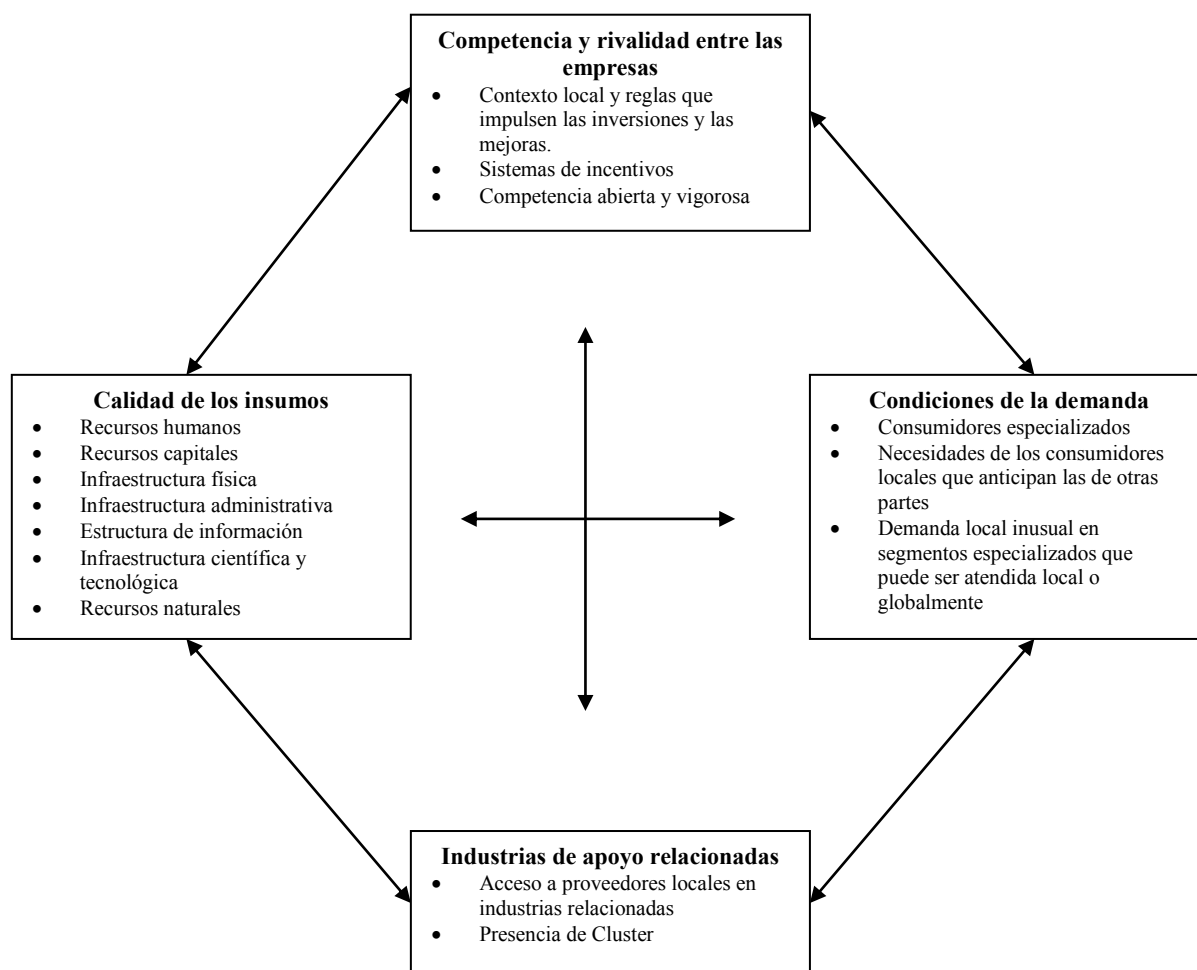 Competencia y rivalidad entre las
empresas
• Contexto local y reglas que
impulsen las inversiones y las
mejoras.
• Sistemas de incentivos
• Competencia abierta y vigorosa
Calidad de los insumos
• Recursos humanos
• Recursos capitales
• Infraestructura física
• Infraestructura administrativa
• Estructura de información
• Infraestructura científica y
tecnológica
• Recursos naturales
Condiciones de la demanda
• Consumidores especializados
• Necesidades de los consumidores
locales que anticipan las de otras
partes
• Demanda local inusual en
segmentos especializados que
puede ser atendida local o
globalmente
Industrias de apoyo relacionadas
• Acceso a proveedores locales en
industrias relacionadas
• Presencia de Cluster